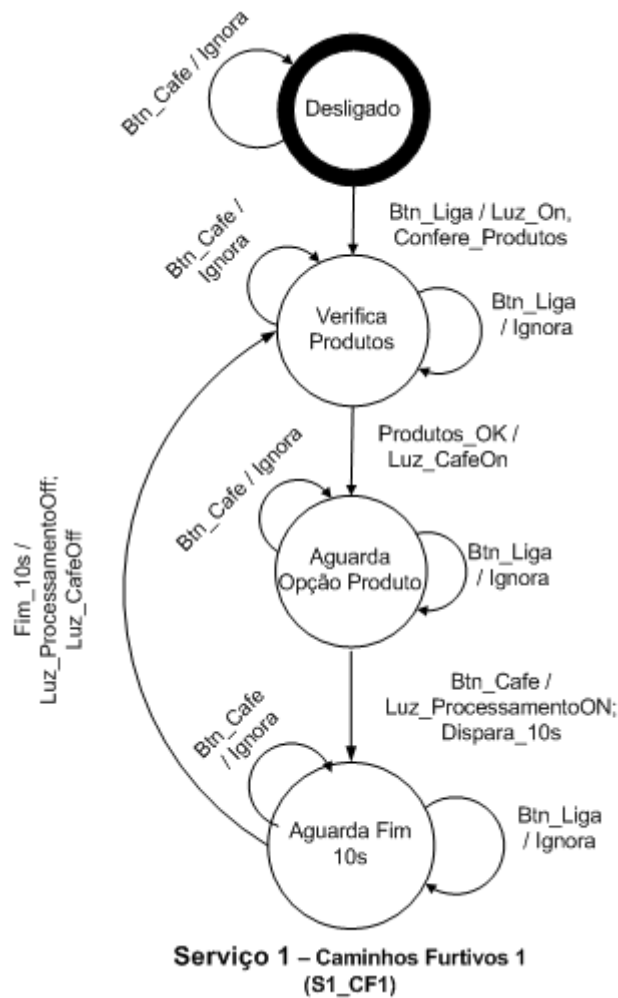 Btn_Cafe / Ignora
Desligado
Btn_Liga / Luz_On,
Confere_Produtos
Btn_Cafe /
Ignora
Verifica
Produtos
Btn_Liga
/ Ignora
Produtos_OK /
Luz_CafeOn
Btn_Cafe / Ignora
Aguarda
Opção Produto
Btn_Liga
/ Ignora
Fim_10s /
Luz_ProcessamentoOff;
Luz_CafeOff
Btn_Cafe /
Luz_ProcessamentoON;
Dispara_10s
Btn_Cafe
/ Ignora
Aguarda Fim
10s
Btn_Liga
/ Ignora
Serviço 1 – Caminhos Furtivos 1
(S1_CF1)